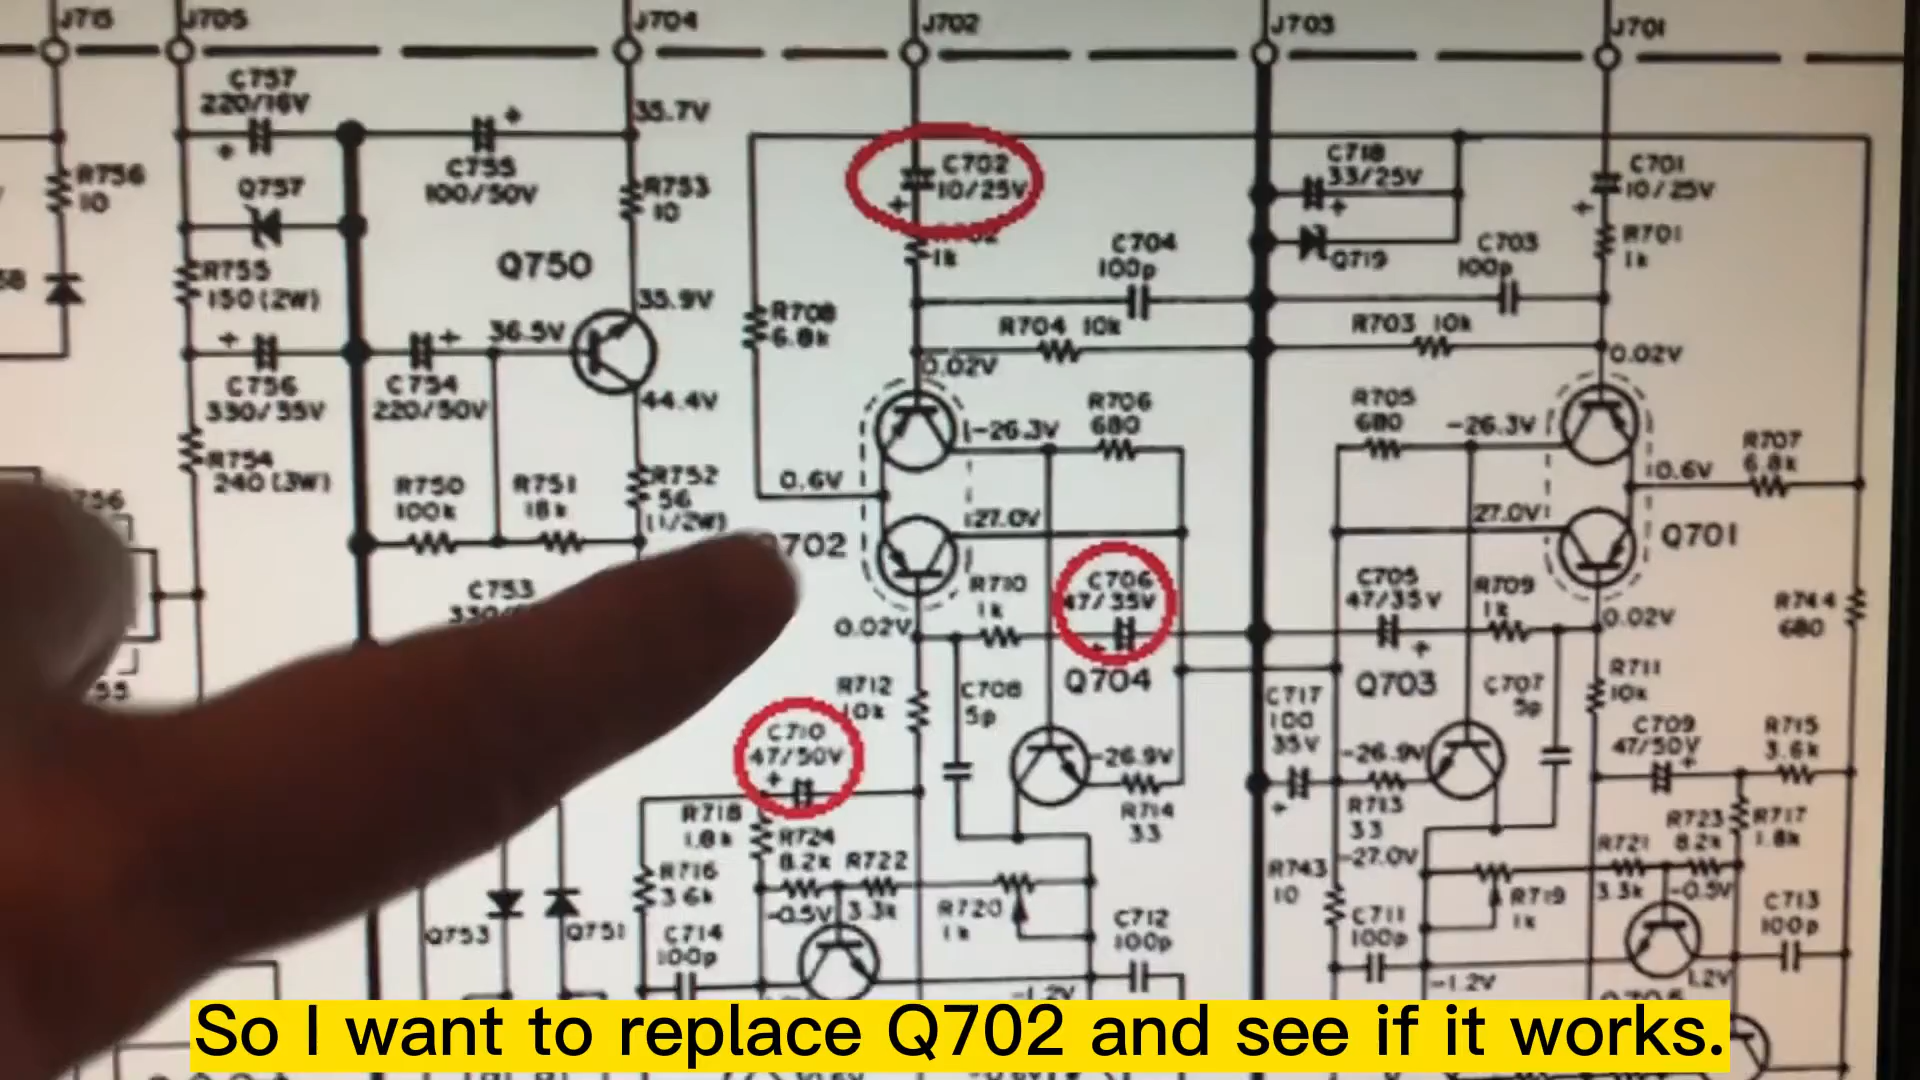 J715
J705
J704
J702
J703
J701
C757
220/16V
35.7V
C755
100/50V
R756
10
Q757
R753
10
C702
10/25V
C718
33/25V
C701
10/25V
R701
1k
1k
C704
100p
Q719
C703
100p
R755
150(2W)
Q750
35.9V
36.5V
R708
6.8k
R704 10k
R703 10k
0.02V
0.02V
C756
330/35V
C754
220/50V
44.4V
R706
680
-26.3V
R705
680
-26.3V
R707
6.8k
R754
240(3W)
R750
100k
R751
18k
R752
56
(1/2W)
0.6V
0.6V
27.0V
27.0V
702
Q701
C753
R710
1k
C706
47/35V
C705
47/35V
R709
1k
R744
680
0.02V
0.02V
R712
10k
C708
5p
Q704
C717
100
35V
Q703
C707
5p
R711
10k
C710
47/50V
C709
47/50V
R715
3.6k
-26.9V
-26.9V
R714
33
R713
33
-27.0V
R718
1.8k
R724
8.2k
R722
3.3k
R716
3.6k
-0.5V
R720
1k
C712
100p
R743
10
C711
100p
R719
1k
R721
3.3k
R723
8.2k
R717
1.8k
-0.5V
C713
100p
Q753
Q751
C714
100p
-1.2V
-1.2V
1.2V
So I want to replace Q702 and see if it works.